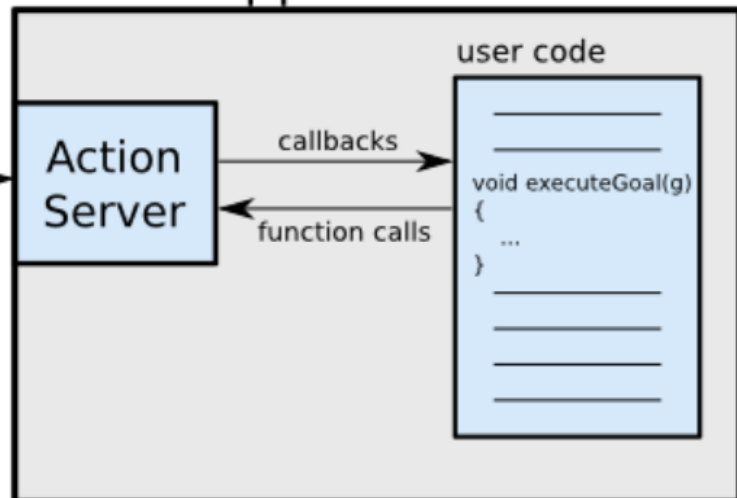 user code
Action
Server
callbacks
function calls
void executeGoal(g)
{
...
}